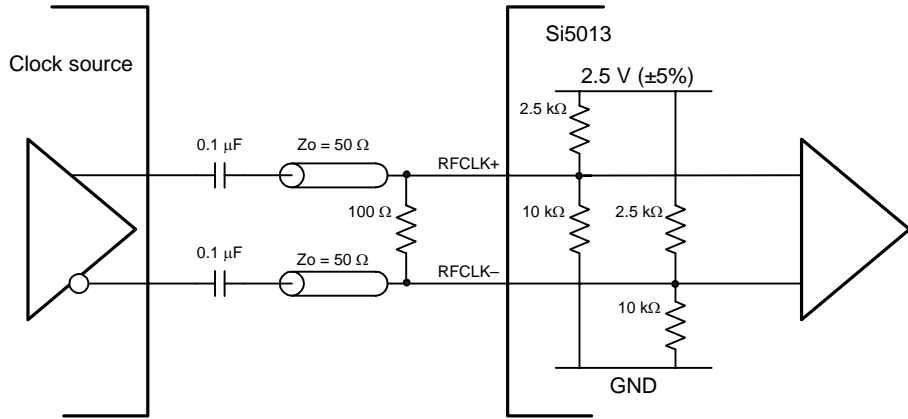 Si5013
Clock source
2.5 V (±5%)
2.5 kΩ
0.1 μF
Zo = 50 Ω
RFCLK+
100 Ω
10 kΩ
2.5 kΩ
0.1 μF
Zo = 50 Ω
RFCLK–
10 kΩ
GND